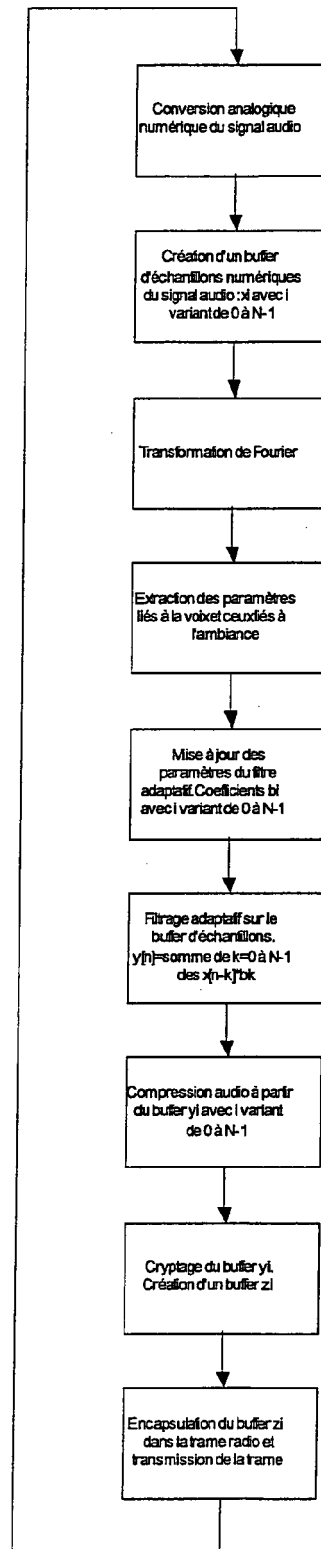 Conversion analogique
numérique du signal audio
Création d'un buffer
d'échantillons numériques
du signal audio :xi avec i
variant de 0 à N-1
Transformation de Fourier
Extraction des paramètres
liés à la voixet ceuxliés à
l'ambiance
Mise à jour des
paramètres du filtre
adaptatif.Coefficients bi
avec i variant de 0 à N-1
Filtrage adaptatif sur le
buffer d'échantillons.
y[n]=somme de k=0 à N-1
des x[n-k]*bk
Compression audio à partir
du buffer yi avec i variant
de 0 à N-1
Cryptage du buffer yi.
Création d'un buffer zi
Encapsulation du buffer zi
dans la trame radio et
transmission de la trame